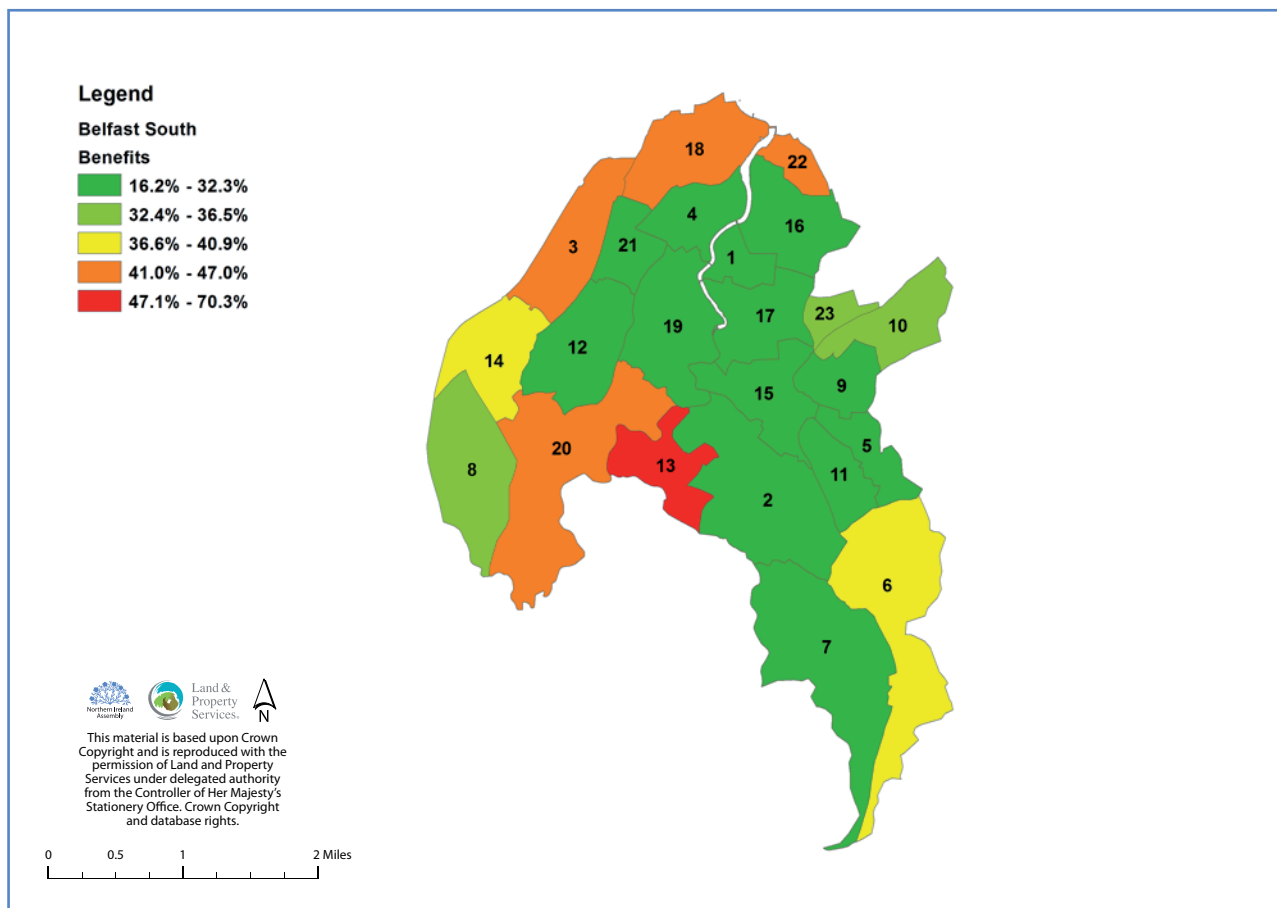 Legend
Belfast South
Benefits
16.2% - 32.3%
32.4% - 36.5%
36.6% - 40.9%
41.0% - 47.0%
47.1% - 70.3%
18
22
4
16
3
21
1
19
17
23
10
12
14
9
15
5
20
13
8
11
2
6
7
Northern Ireland
Assembly
Land &
Property
Services.
N
This material is based upon Crown
Copyright and is reproduced with the
permission of Land and Property
Services under delegated authority
from the Controller of Her Majesty's
Stationery Office. Crown Copyright
and database rights.
0 0.5 1 2 Miles